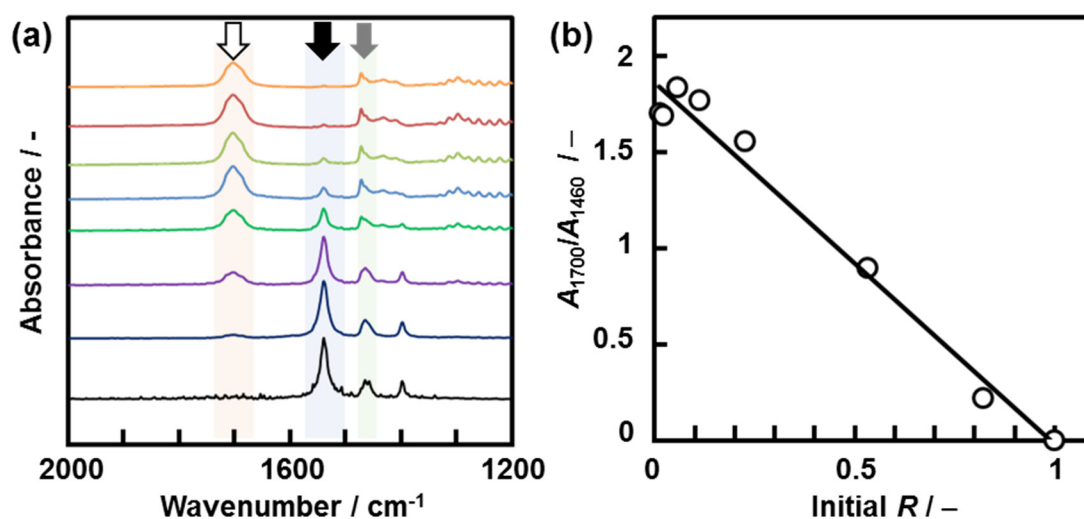 (a)
Absorbance / -
2000
1600
1200
Wavenumber / cm-1
(b)
A1700/A1460 / –
2
1.5
1
0.5
0
0
0.5
1
Initial R / –